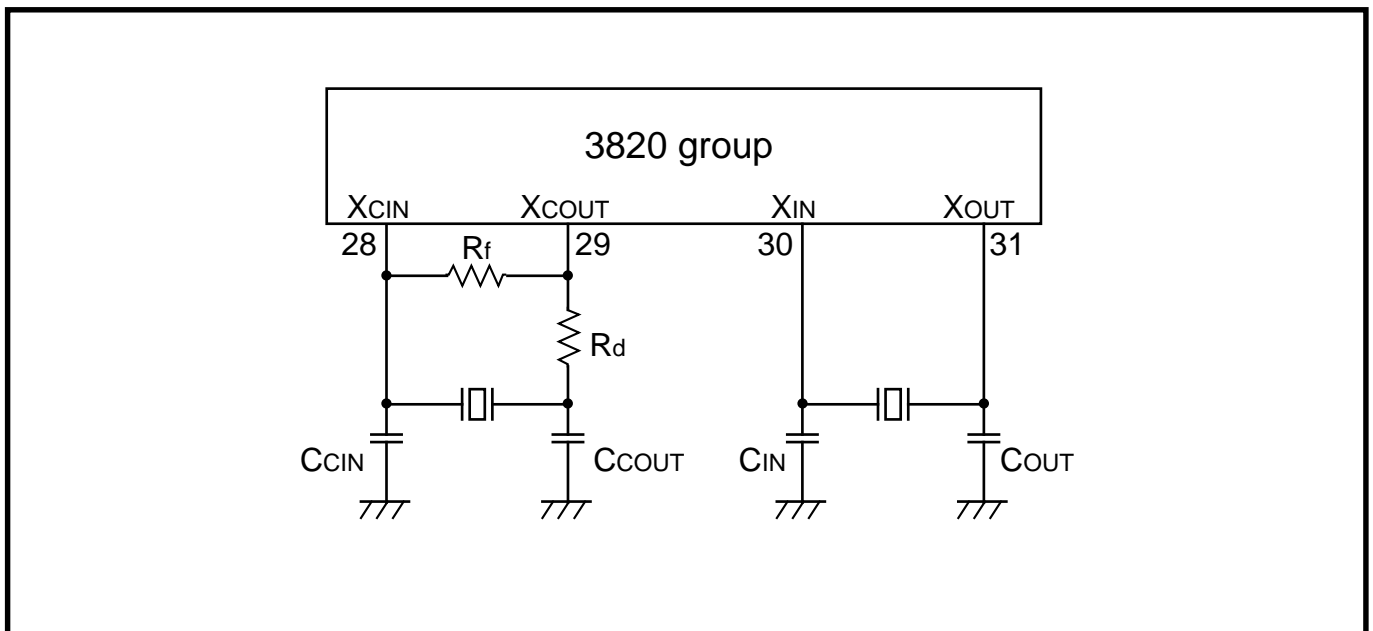 3820 group
XCIN XCOUT XIN XOUT
28 Rf 29 30 31
Rd
CCIN CCOUT CIN COUT